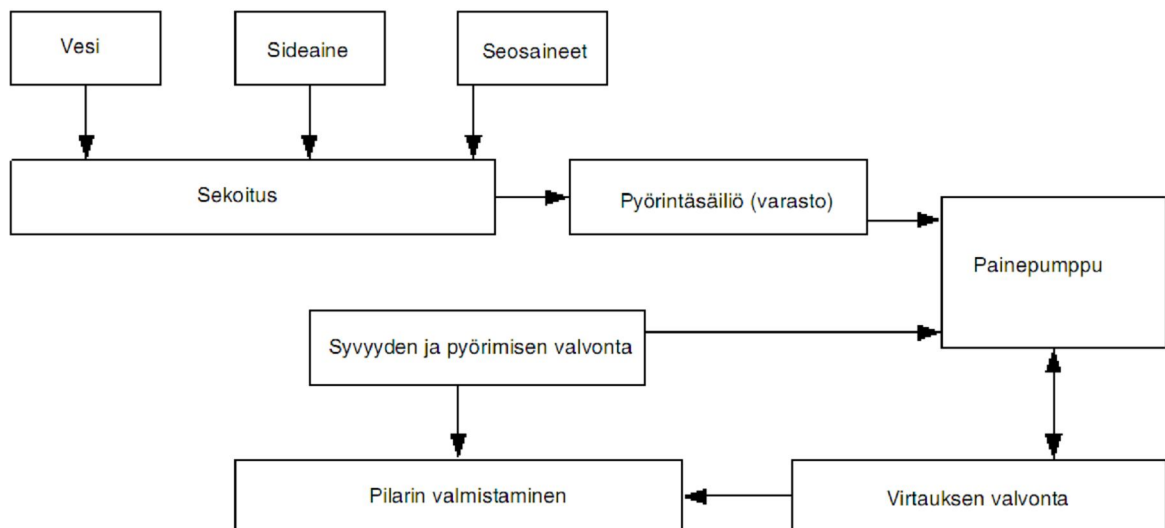 Vesi
Sideaine
Seosaineet
Sekoitus
Pyörintäsäiliö (varasto)
Painepumppu
Syvyyden ja pyörimisen valvonta
Pilarin valmistaminen
Virtauksen valvonta